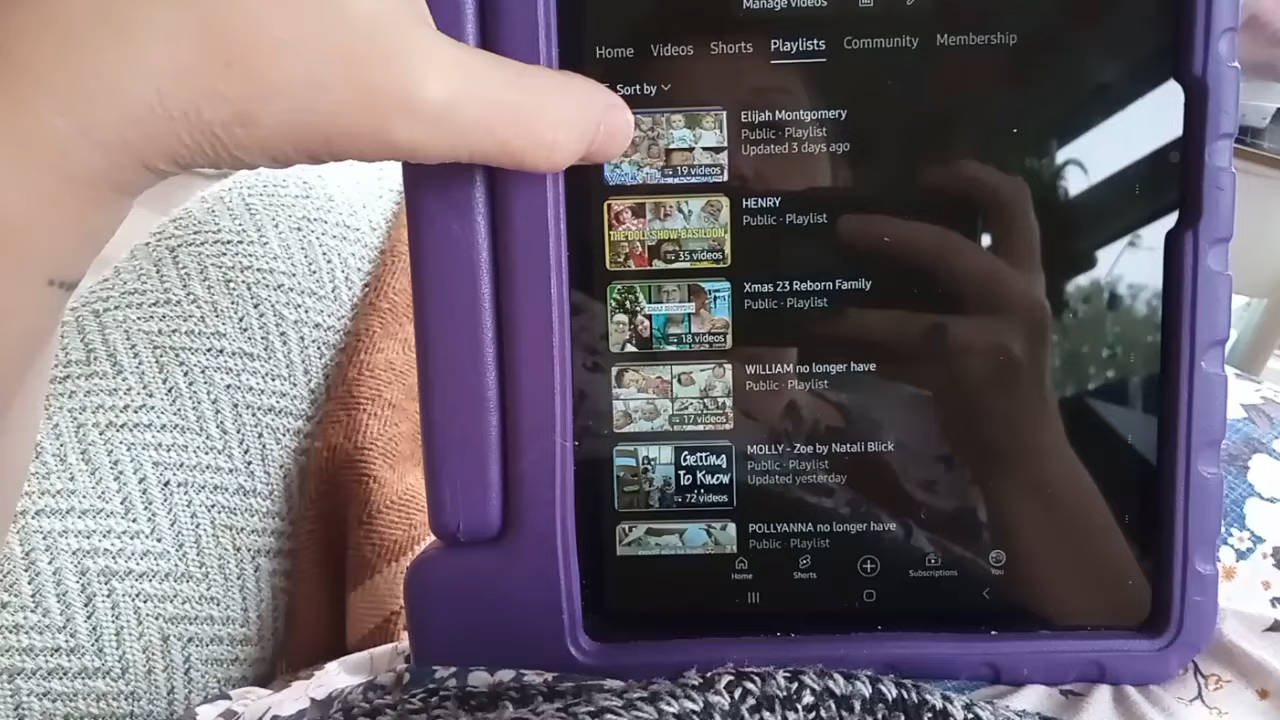 Manage videos
Home Videos Shorts Playlists Community Membership
Sort by
Elijah Montgomery
Public · Playlist
Updated 3 days ago
19 videos
HENRY
Public · Playlist
THE DOLL SHOW BASILDON
35 videos
Xmas 23 Reborn Family
Public · Playlist
XMAS SHOPPING
18 videos
WILLIAM no longer have
Public · Playlist
17 videos
MOLLY - Zoe by Natali Blick
Public · Playlist
Updated yesterday
Getting
To Know
72 videos
POLLYANNA no longer have
Public · Playlist
Home Shorts Subscriptions You